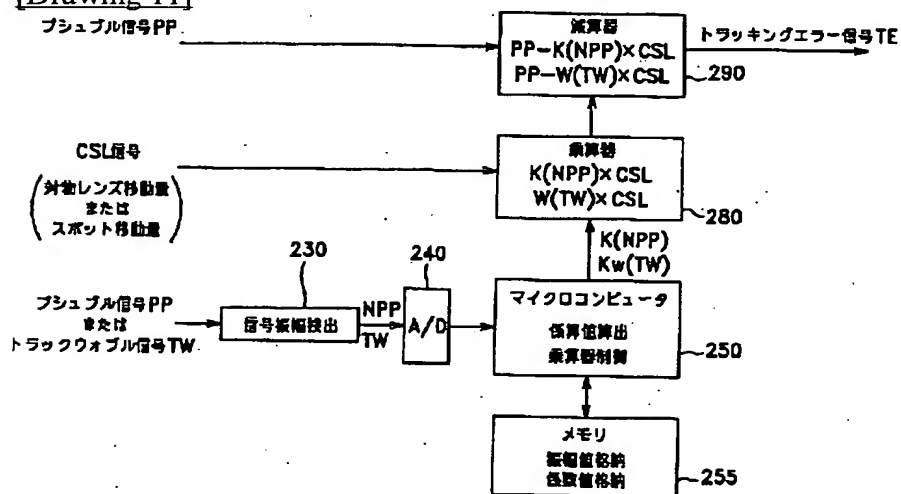 [Drawing 11]
プシュプル信号PP
減算器
PP-K(NPP)×CSL
PP-W(TW)×CSL
トラッキングエラー信号TE
290
CSL信号
対物レンズ移動量
または
スポット移動量
乗算器
K(NPP)×CSL
W(TW)×CSL
280
K(NPP)
Kw(TW)
230
240
プシュプル信号PP
または
トラックウォブル信号TW
信号振幅検出
NPP
TW
A/D
マイクロコンピュータ
係算値算出
乗算器制御
250
メモリ
振幅値格納
係数値格納
255